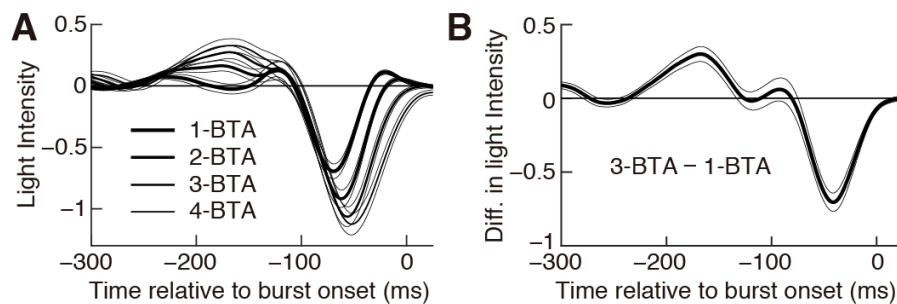 A
0.5
0
−0.5
−1
Light Intensity
1-BTA
2-BTA
3-BTA
4-BTA
−300
−200
−100
0
Time relative to burst onset (ms)
B
0.5
0
−0.5
−1
Diff. in light Intensity
3-BTA − 1-BTA
−300
−200
−100
0
Time relative to burst onset (ms)